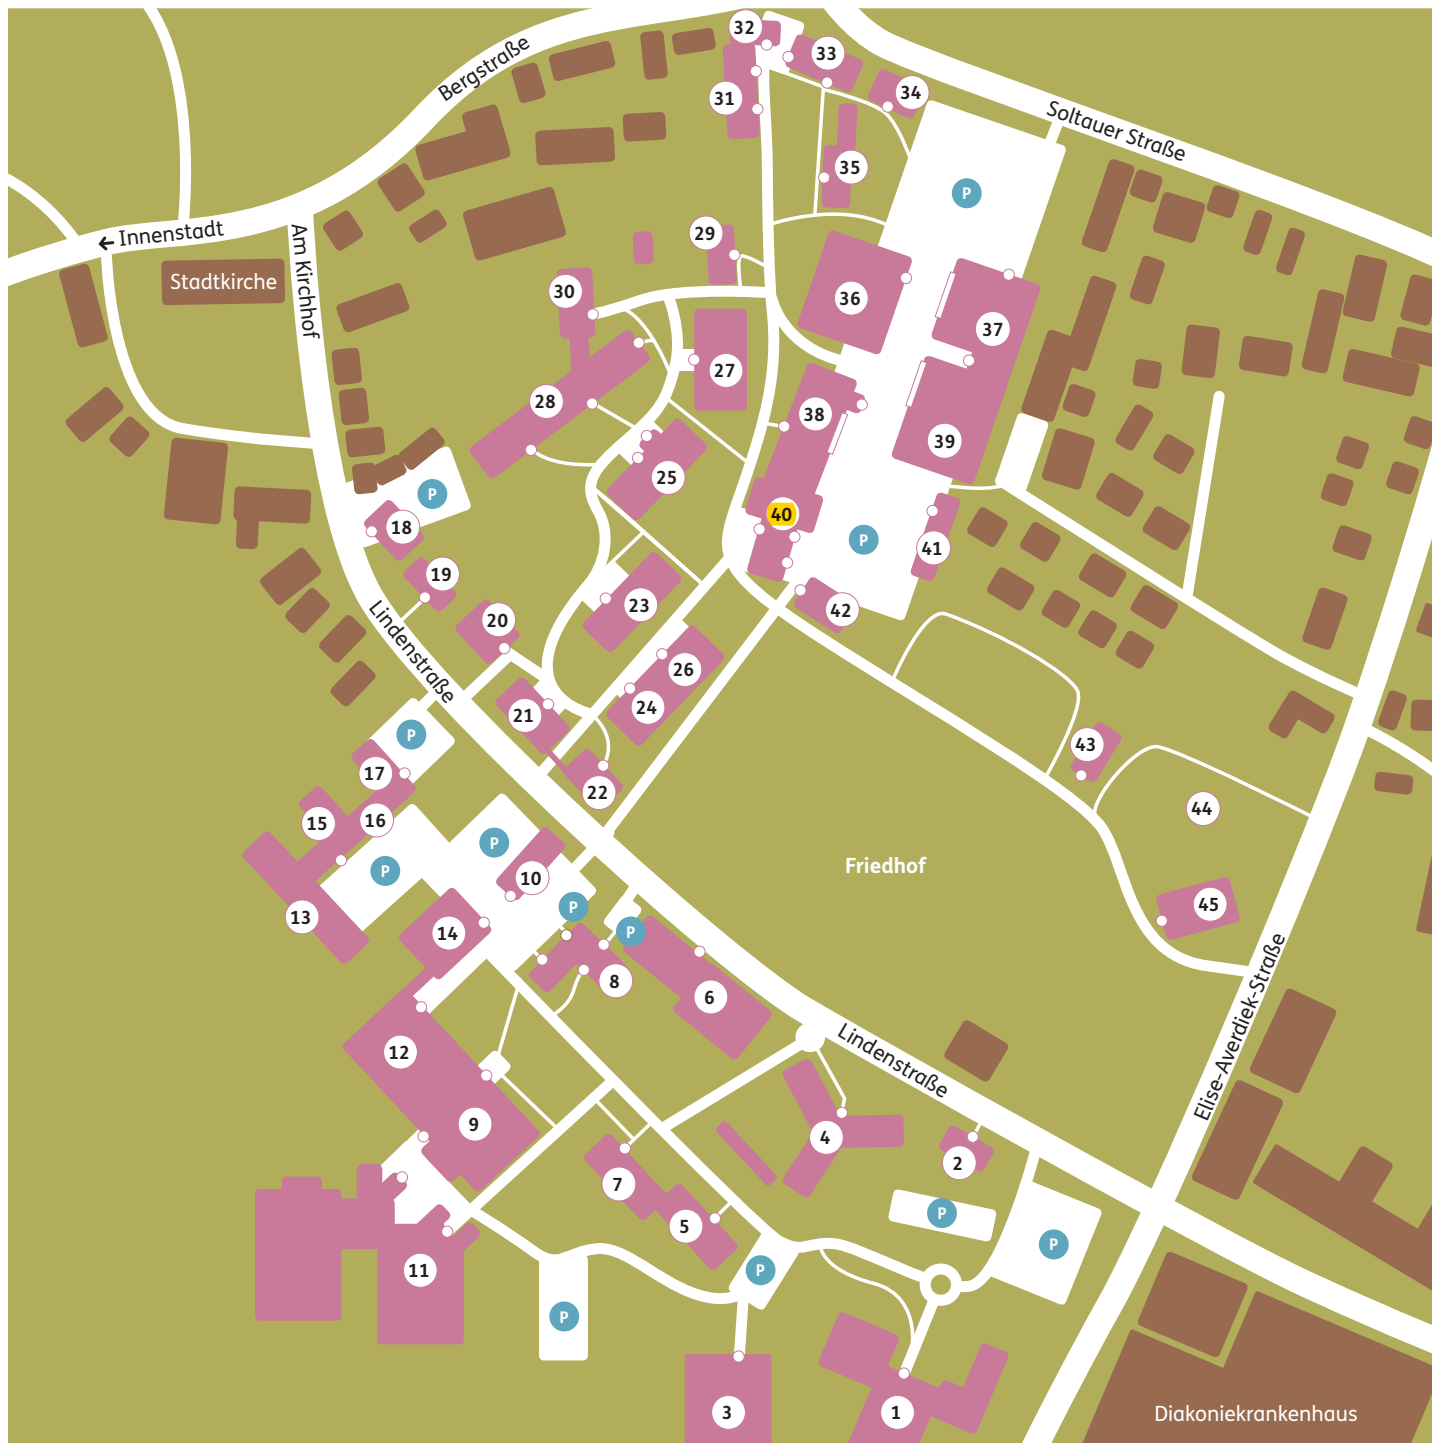 32
33
Bergstraße
34
31
Soltauer Straße
35
P
29
← Innenstadt
Am Kirchhof
Stadtkirche
30
36
37
27
28
38
39
25
P
40
18
P
41
19
23
42
20
Lindenstraße
26
24
21
P
43
17
22
44
15
16
P
P
Friedhof
10
45
13
14
P
P
8
6
Elise-Averdiek-Straße
12
Lindenstraße
9
4
2
7
P
5
P
11
P
P
3
1
Diakoniekrankenhaus